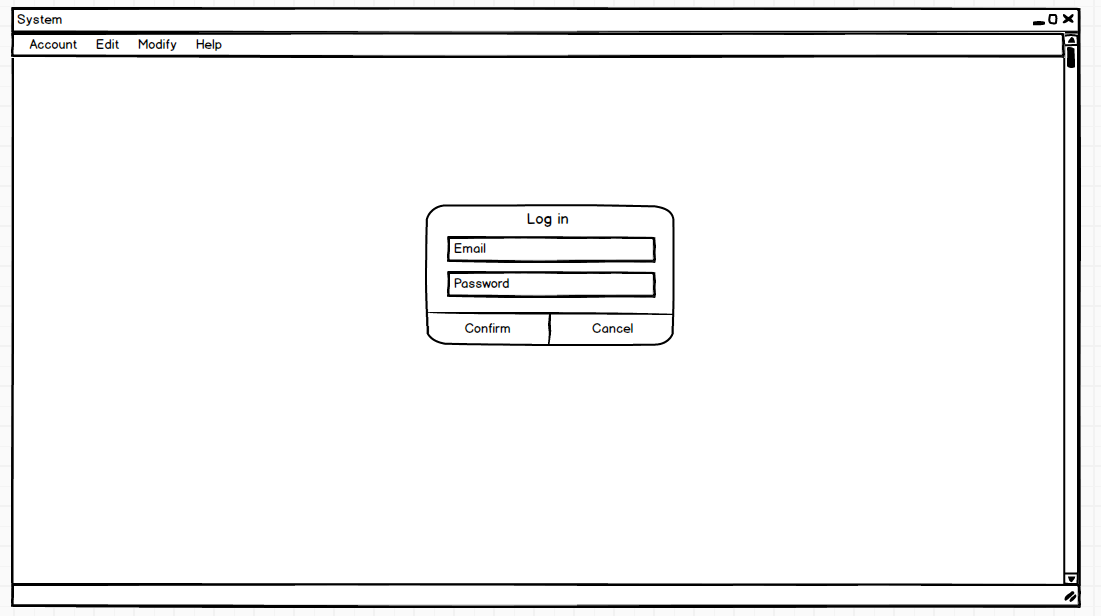 System
Account Edit Modify Help
Log in
Email
Password
Confirm Cancel